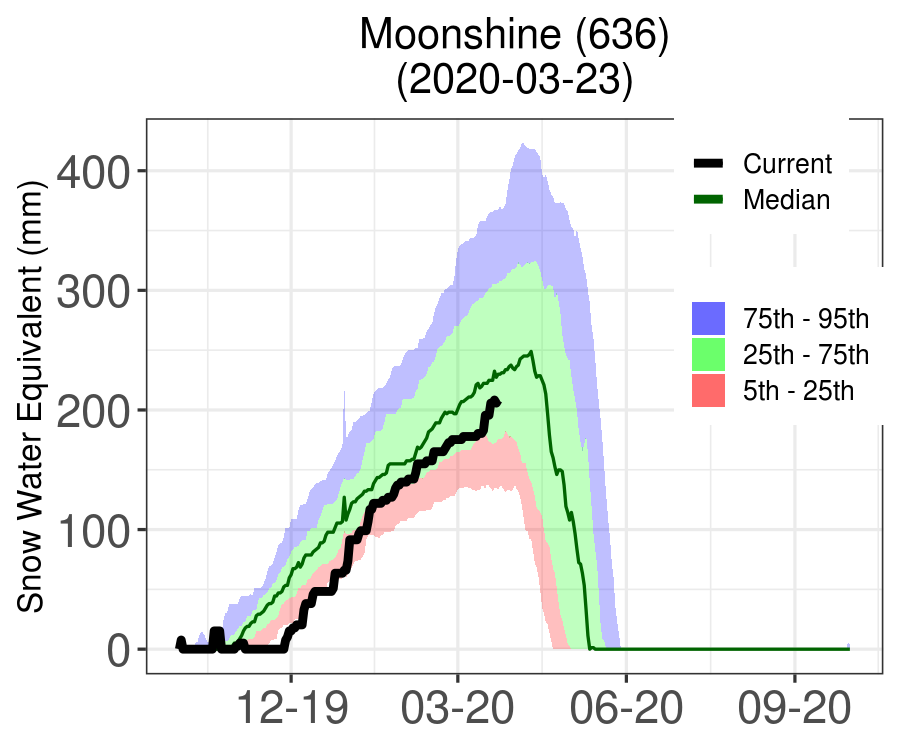 Moonshine (636)
(2020-03-23)
Snow Water Equivalent (mm)
400
300
200
100
0
12-19
03-20
06-20
09-20
Current
Median
75th - 95th
25th - 75th
5th - 25th